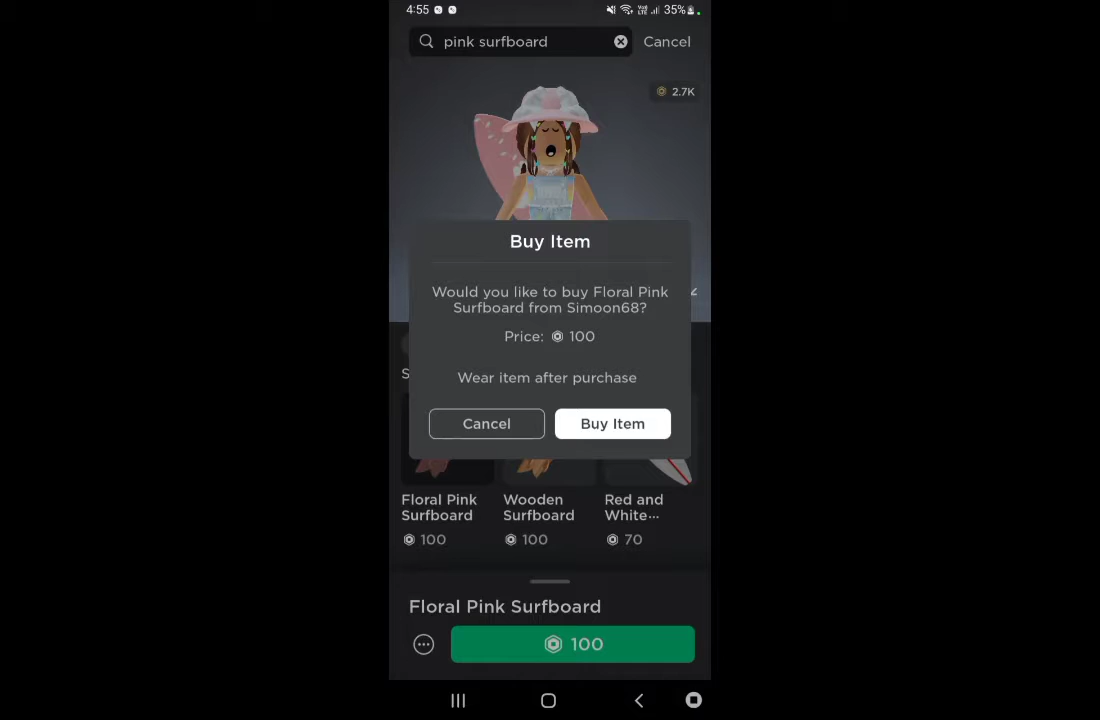 4:55
Vo)) LTE 35%
pink surfboard Cancel
2.7K
Buy Item
Would you like to buy Floral Pink
Surfboard from Simoon68?
Price: 100
Wear item after purchase
Cancel Buy Item
S
Floral Pink Wooden Red and
Surfboard Surfboard White...
100 100 70
Floral Pink Surfboard
100